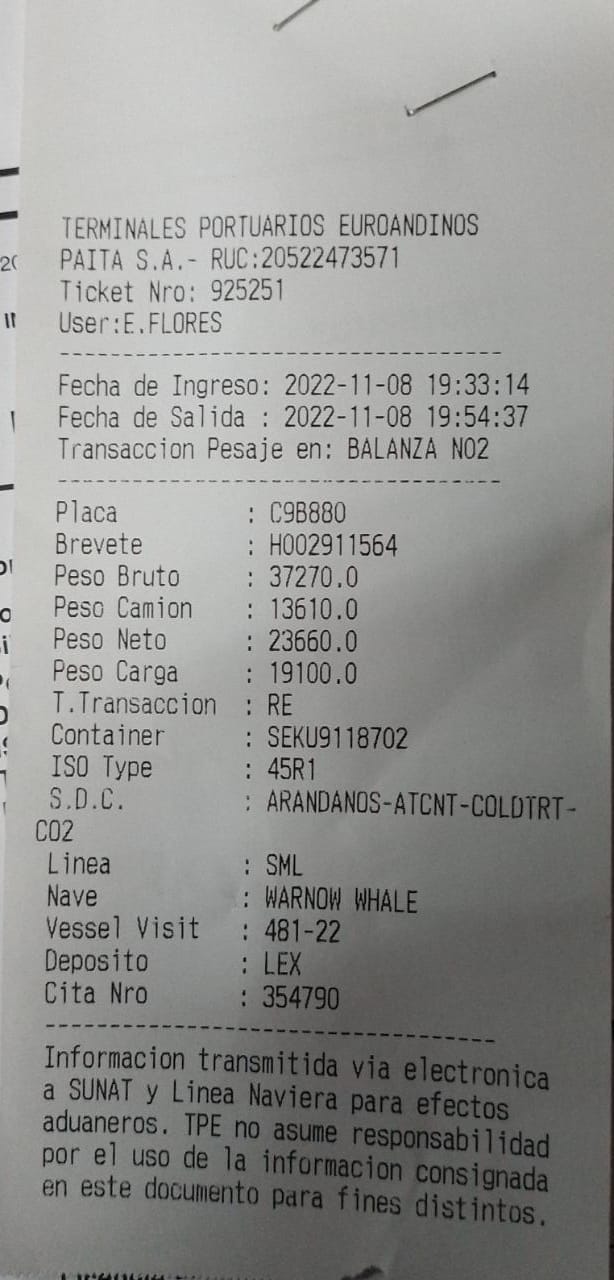 TERMINALES PORTUARIOS EUROANDINOS
PAITA S.A.- RUC:20522473571
Ticket Nro: 925251
User:E.FLORES
----------------------------------
Fecha de Ingreso: 2022-11-08 19:33:14
Fecha de Salida : 2022-11-08 19:54:37
Transaccion Pesaje en: BALANZA NO2
----------------------------------
Placa : C9B880
Brevete : H002911564
Peso Bruto : 37270.0
Peso Camion : 13610.0
Peso Neto : 23660.0
Peso Carga : 19100.0
T.Transaccion : RE
Container : SEKU9118702
ISO Type : 45R1
S.D.C. : ARANDANOS-ATCNT-COLDTRT-
CO2
Linea : SML
Nave : WARNOW WHALE
Vessel Visit : 481-22
Deposito : LEX
Cita Nro : 354790
----------------------------------
Informacion transmitida via electronica
a SUNAT y Linea Naviera para efectos
aduaneros. TPE no asume responsabilidad
por el uso de la informacion consignada
en este documento para fines distintos.